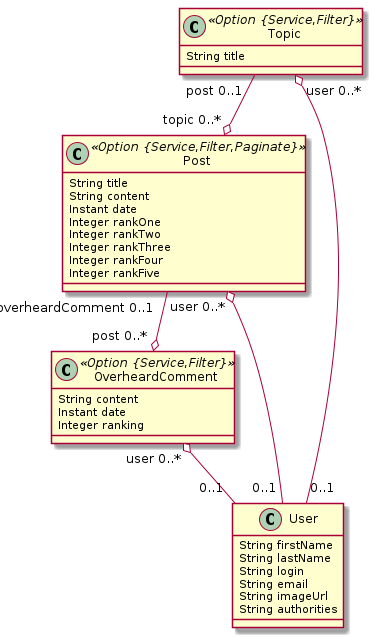 C «Option {Service,Filter}»
Topic
String title
post 0..1
user 0..*
topic 0..*
C «Option {Service,Filter,Paginate}»
Post
String title
String content
Instant date
Integer rankOne
Integer rankTwo
Integer rankThree
Integer rankFour
Integer rankFive
overheardComment 0..1
user 0..*
post 0..*
C «Option {Service,Filter}»
OverheardComment
String content
Instant date
Integer ranking
user 0..*
0..1
0..1
0..1
C User
String firstName
String lastName
String login
String email
String imageUrl
String authorities